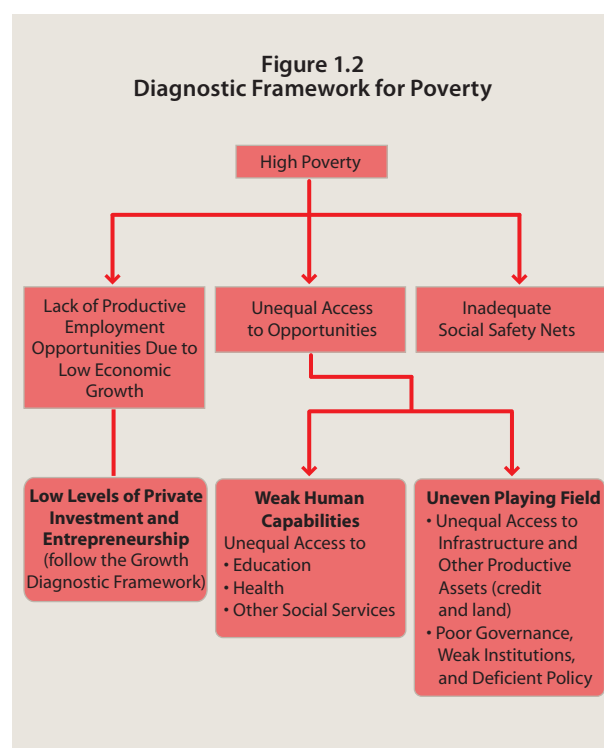 Figure 1.2
Diagnostic Framework for Poverty
High Poverty
Lack of Productive
Employment
Opportunities Due to
Low Economic
Growth
Unequal Access
to Opportunities
Inadequate
Social Safety Nets
Low Levels of Private
Investment and
Entrepreneurship
(follow the Growth
Diagnostic Framework)
Weak Human
Capabilities
Unequal Access to
• Education
• Health
• Other Social Services
Uneven Playing Field
• Unequal Access to
Infrastructure and
Other Productive
Assets (credit
and land)
• Poor Governance,
Weak Institutions,
and Deficient Policy